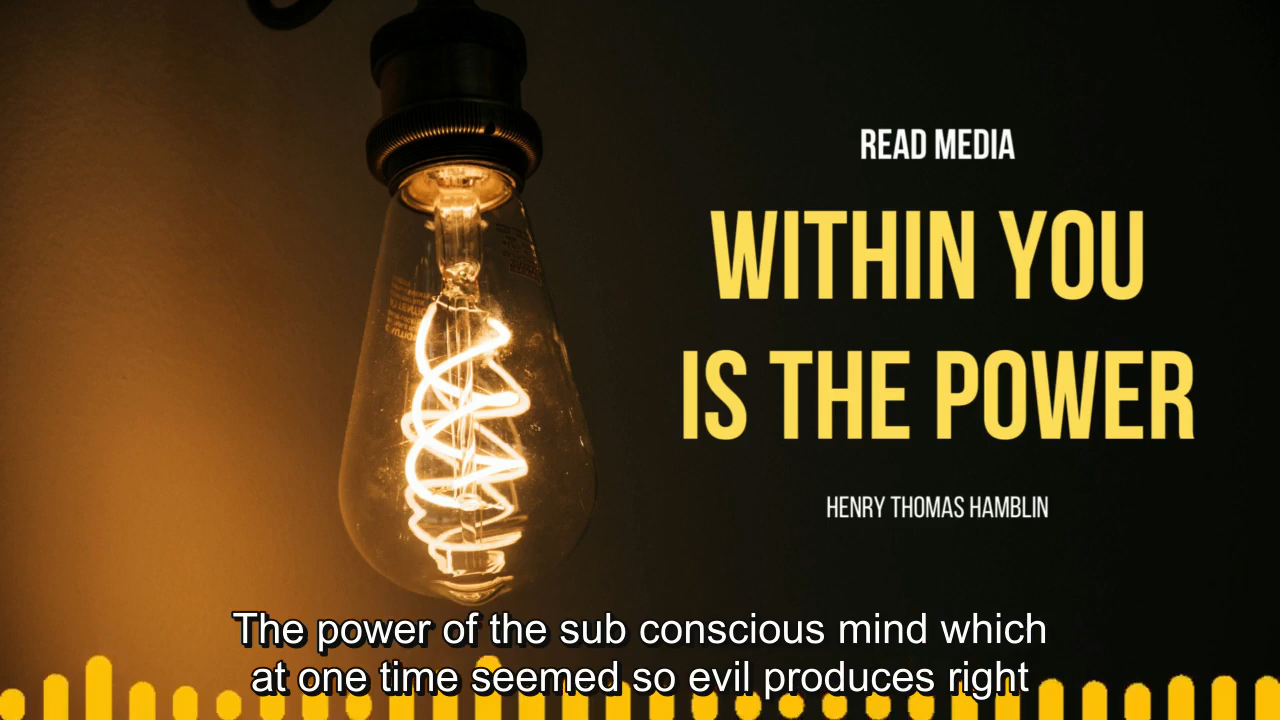 READ MEDIA
WITHIN YOU
IS THE POWER
HENRY THOMAS HAMBLIN
The power of the sub conscious mind which
at one time seemed so evil produces right